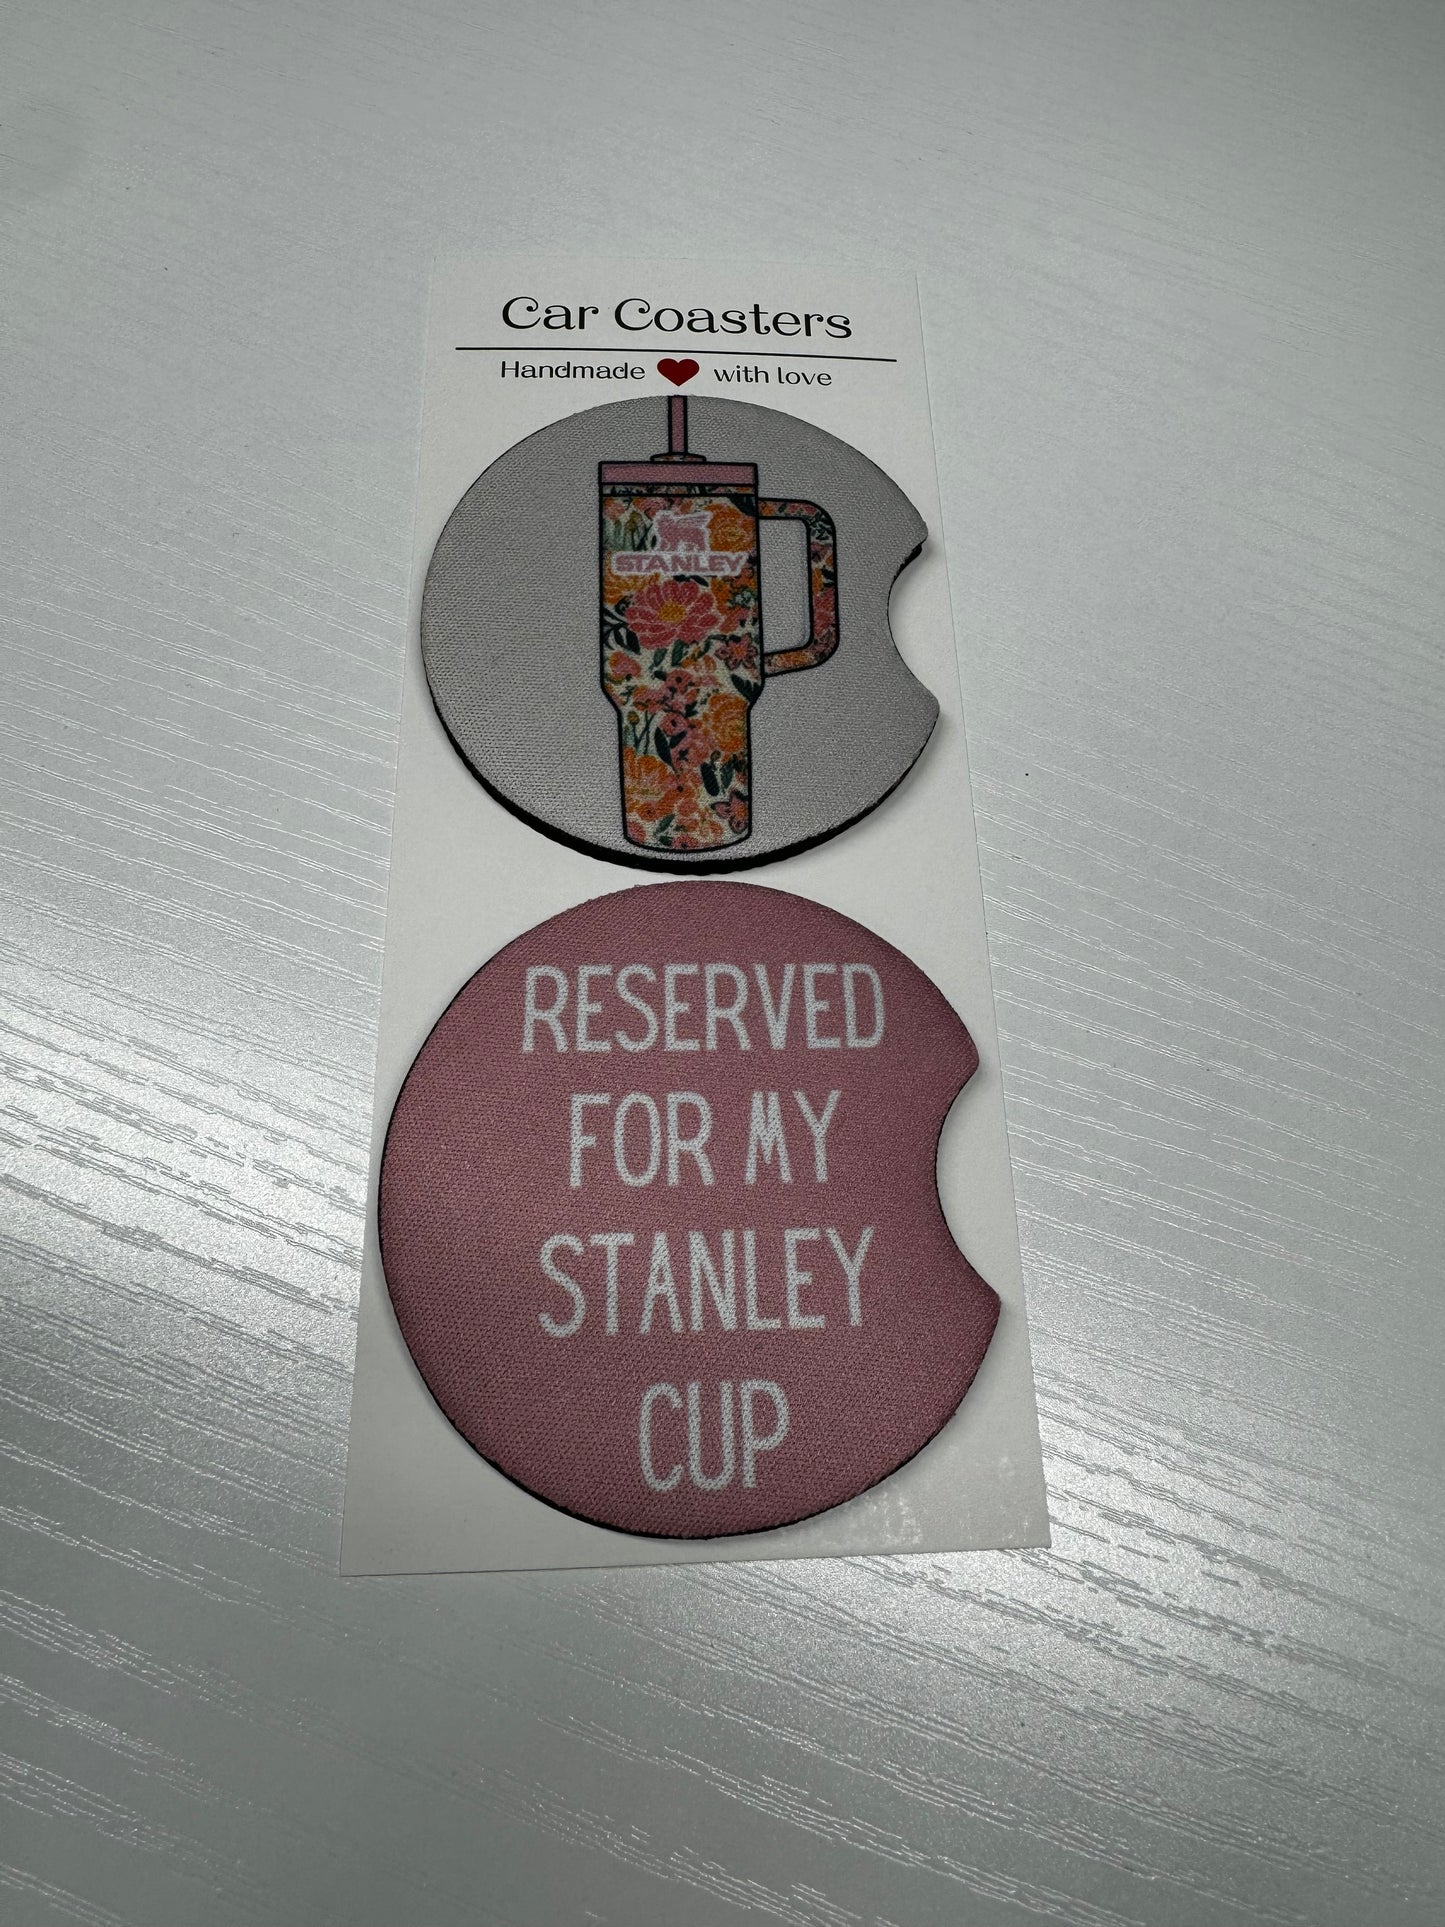 Car Coasters
Handmade with love
STANLEY
RESERVED
FOR MY
STANLEY
CUP